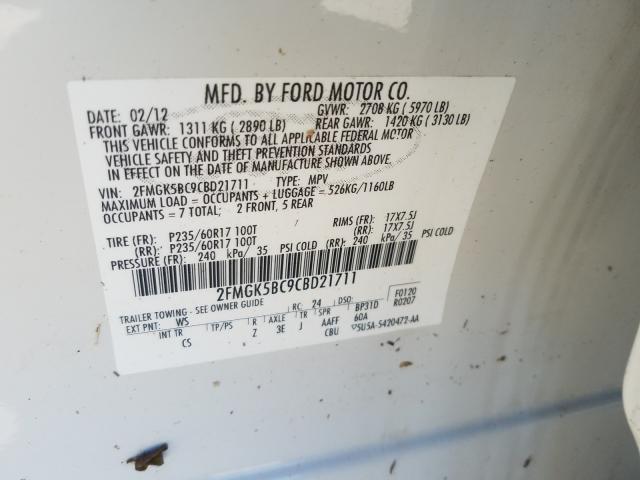 MFD. BY FORD MOTOR CO.
DATE: 02/12 GVWR: 2708 KG ( 5970 LB)
FRONT GAWR: 1311 KG ( 2890 LB) REAR GAWR: 1420 KG ( 3130 LB)
THIS VEHICLE CONFORMS TO ALL APPLICABLE FEDERAL MOTOR
VEHICLE SAFETY AND THEFT PREVENTION STANDARDS
IN EFFECT ON THE DATE OF MANUFACTURE SHOWN ABOVE.
VIN: 2FMGK5BC9CBD21711 TYPE: MPV
MAXIMUM LOAD = OCCUPANTS + LUGGAGE = 526KG/1160LB
OCCUPANTS = 7 TOTAL; 2 FRONT, 5 REAR
TIRE (FR): P235/60R17 100T RIMS (FR): 17X7.5J
(RR): P235/60R17 100T (RR): 17X7.5J
PRESSURE (FR): 240 kPa/ 35 PSI COLD (RR): 240 kPa/ 35 PSI COLD
2FMGK5BC9CBD21711
TRAILER TOWING - SEE OWNER GUIDE RC: 24 DSO: F0120
EXT PNT: WS BP31D R0207
INT TR TP/PS R AXLE TR SPR 60A
CS Z 3E J AAFF
CBU 5U5A-5420472-AA